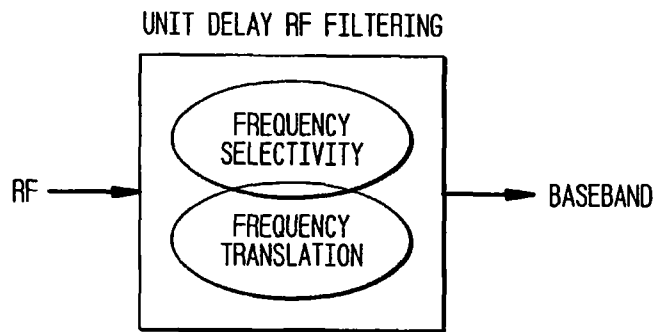 UNIT DELAY RF FILTERING
FREQUENCY
SELECTIVITY
RF
BASEBAND
FREQUENCY
TRANSLATION